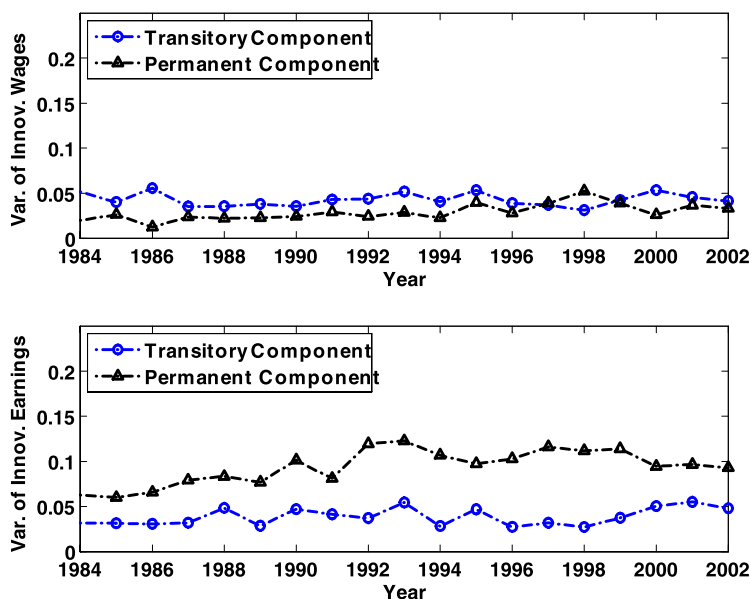 Var. of Innov. Wages
0.2
0.15
0.1
0.05
0
Transitory Component
Permanent Component
1984 1986 1988 1990 1992 1994 1996 1998 2000 2002
Year
Var. of Innov. Earnings
0.2
0.15
0.1
0.05
0
Transitory Component
Permanent Component
1984 1986 1988 1990 1992 1994 1996 1998 2000 2002
Year